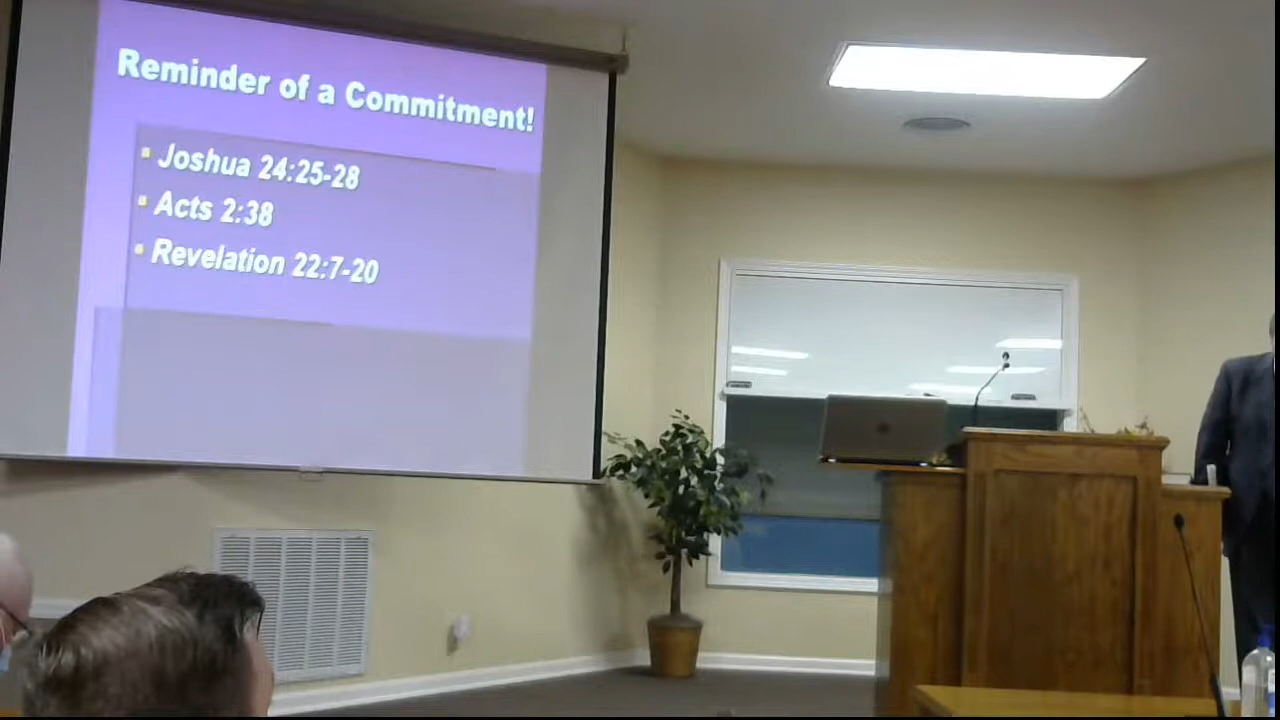 Reminder of a Commitment!
Joshua 24:25-28
Acts 2:38
Revelation 22:7-20